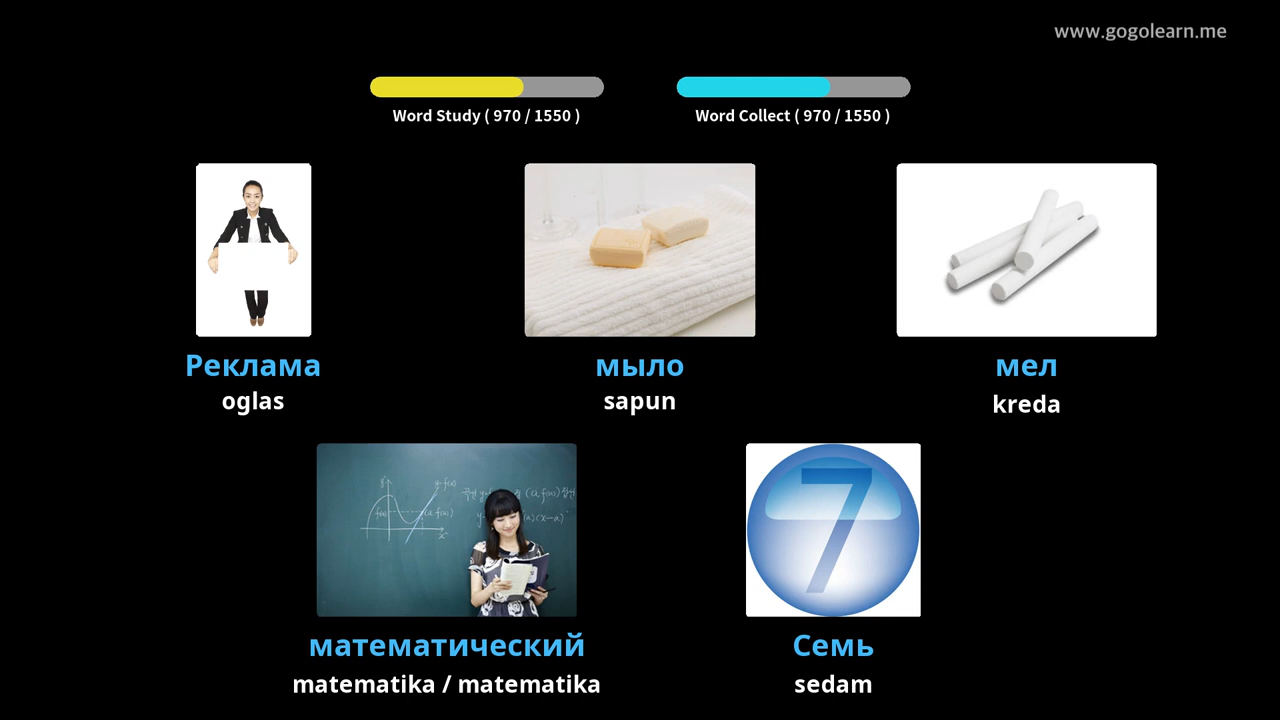 www.gogolearn.me
Word Study ( 970 / 1550 )
Word Collect ( 970 / 1550 )
Реклама
oglas
мыло
sapun
мел
kreda
7
математический
matematika / matematika
Семь
sedam